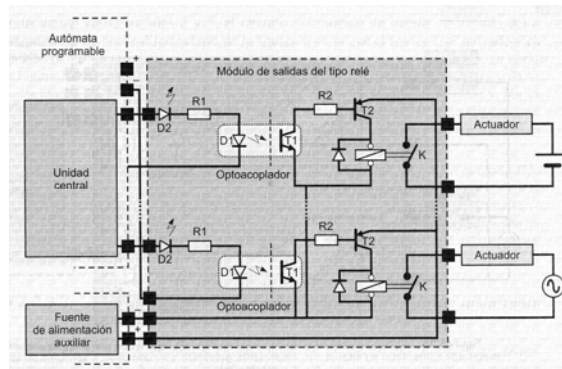 Autómata
programable
+
−
Módulo de salidas del tipo relé
Unidad
central
D2
R1
D1
T1
Optoacoplador
R2
T2
K
Actuador
D2
R1
D1
T1
Optoacoplador
R2
T2
K
Actuador
Fuente
de alimentación
auxiliar
−
+